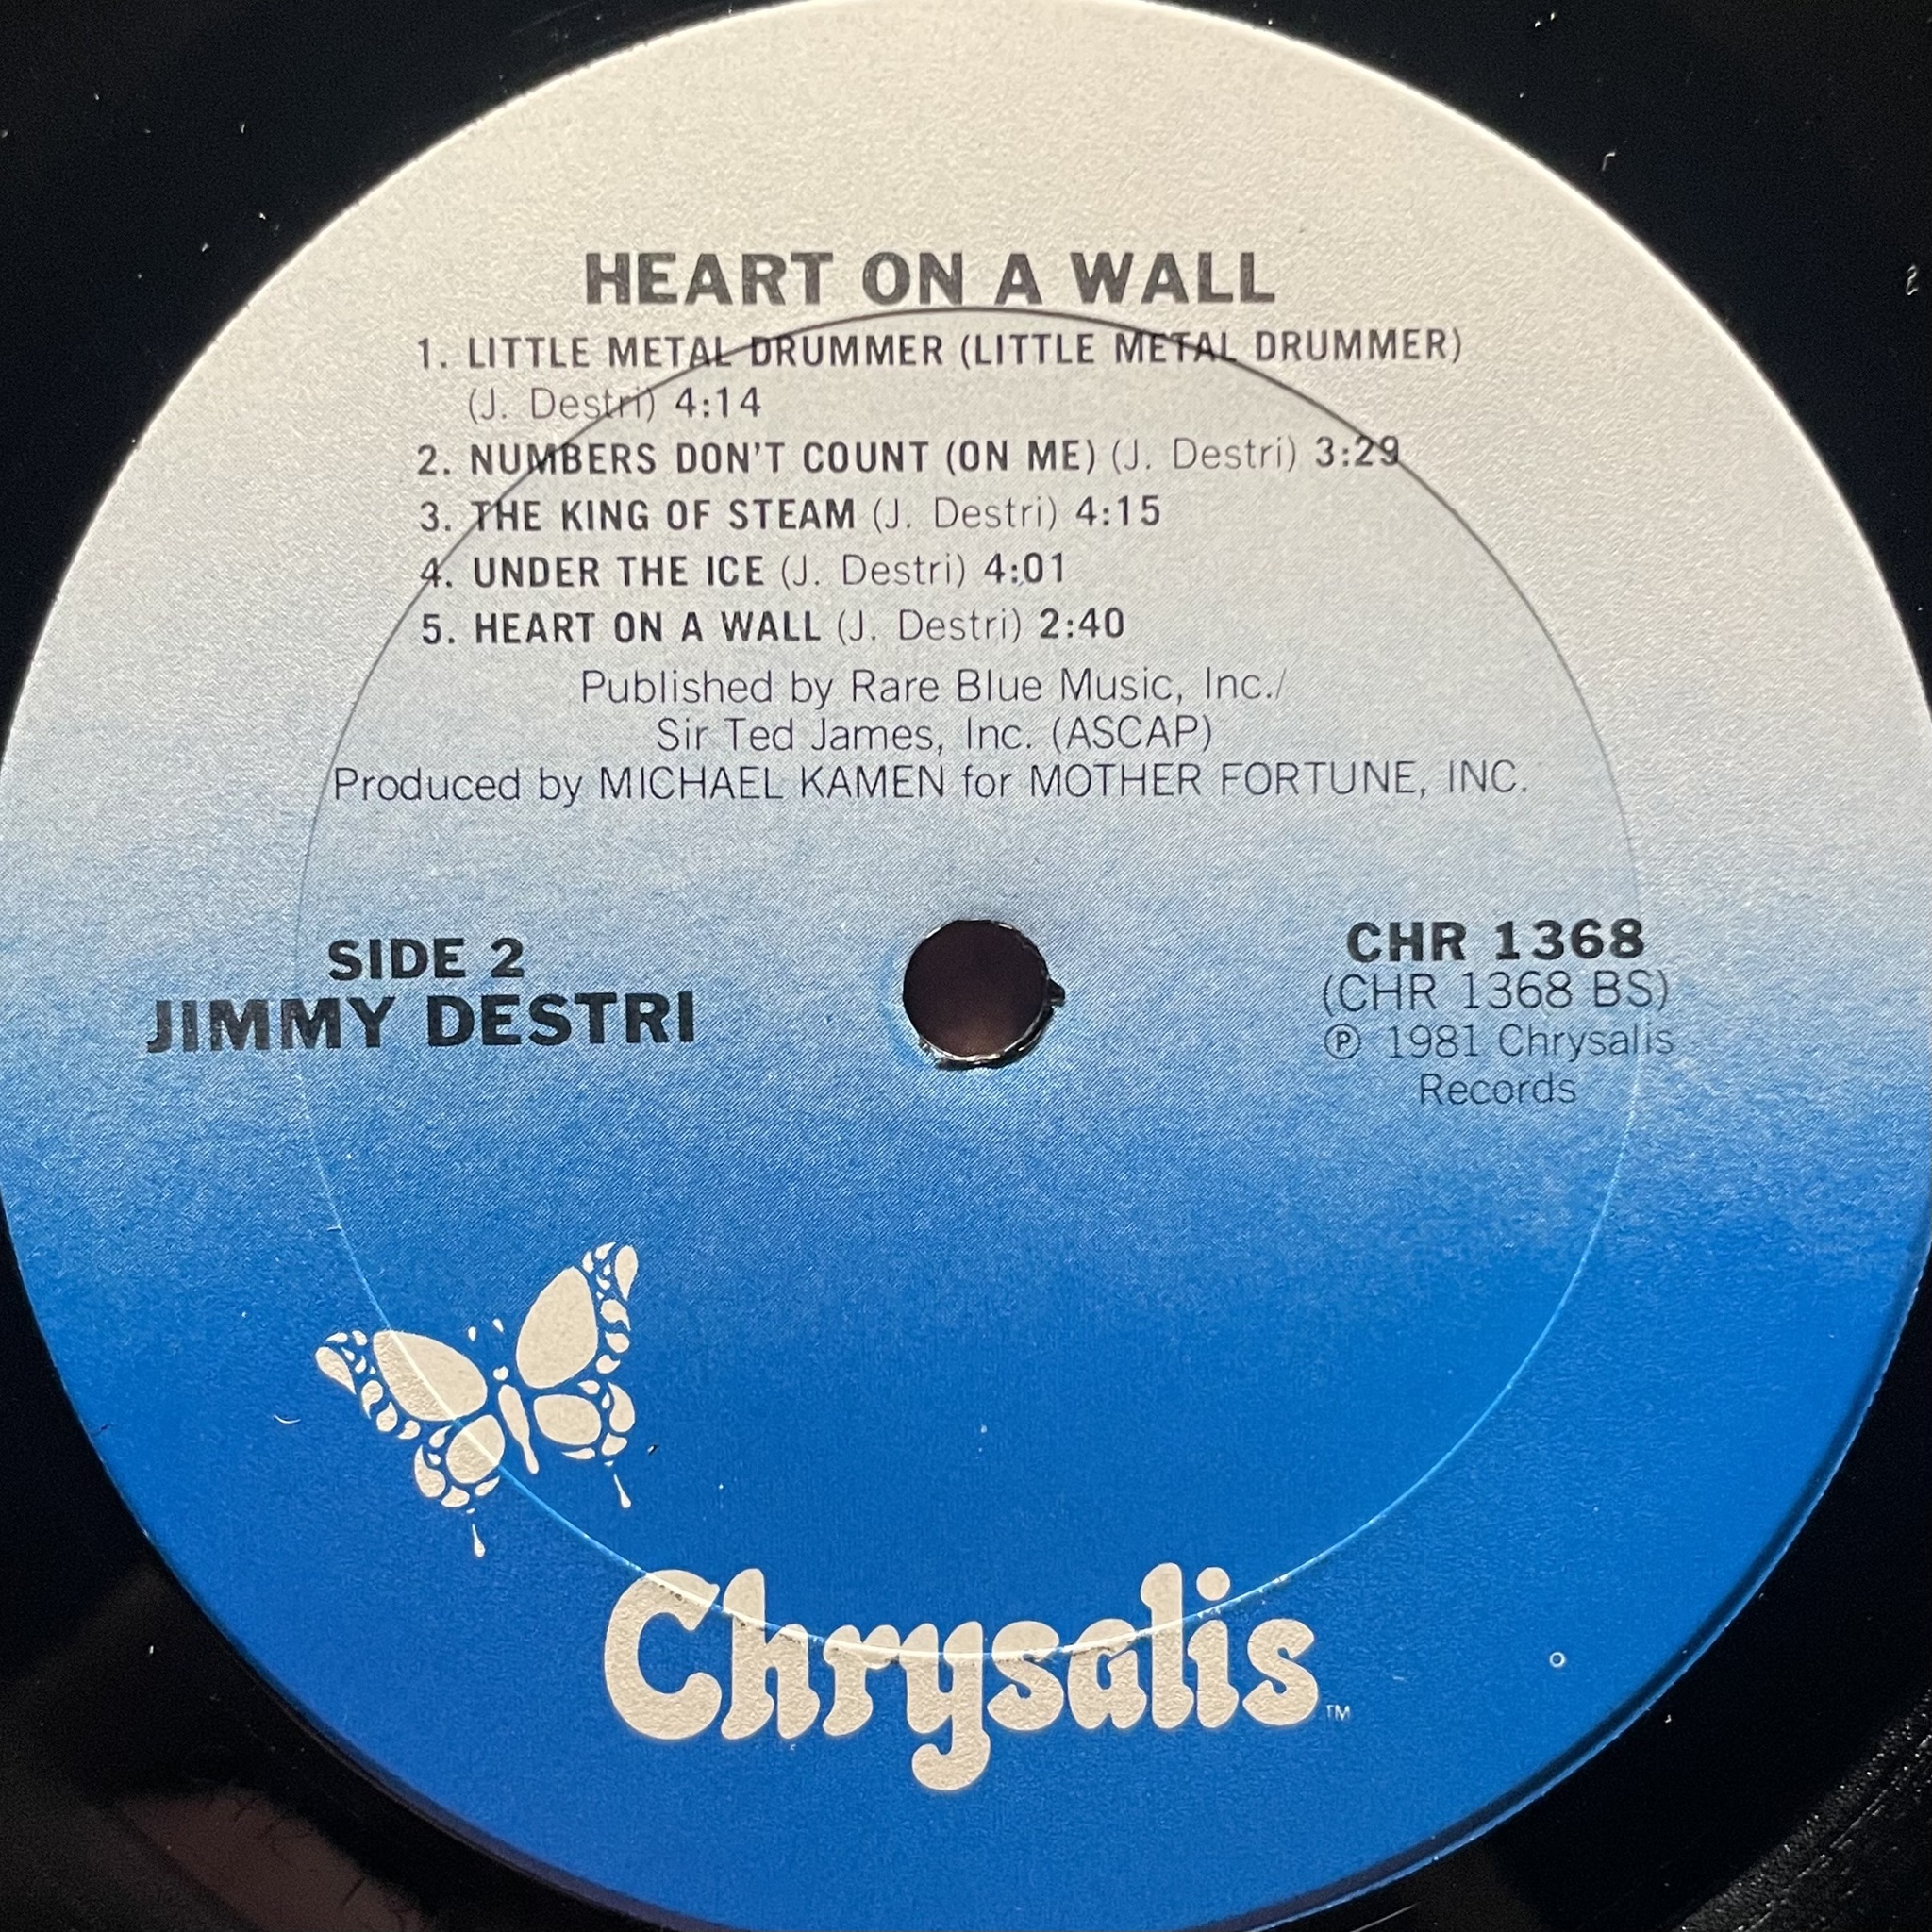 HEART ON A WALL
1. LITTLE METAL DRUMMER (LITTLE METAL DRUMMER)
(J. Destri) 4:14
2. NUMBERS DON'T COUNT (ON ME) (J. Destri) 3:29
3. THE KING OF STEAM (J. Destri) 4:15
4. UNDER THE ICE (J. Destri) 4:01
5. HEART ON A WALL (J. Destri) 2:40
Published by Rare Blue Music, Inc./
Sir Ted James, Inc. (ASCAP)
Produced by MICHAEL KAMEN for MOTHER FORTUNE, INC.
SIDE 2
JIMMY DESTRI
CHR 1368
(CHR 1368 BS)
℗ 1981 Chrysalis
Records
Chrysalis™